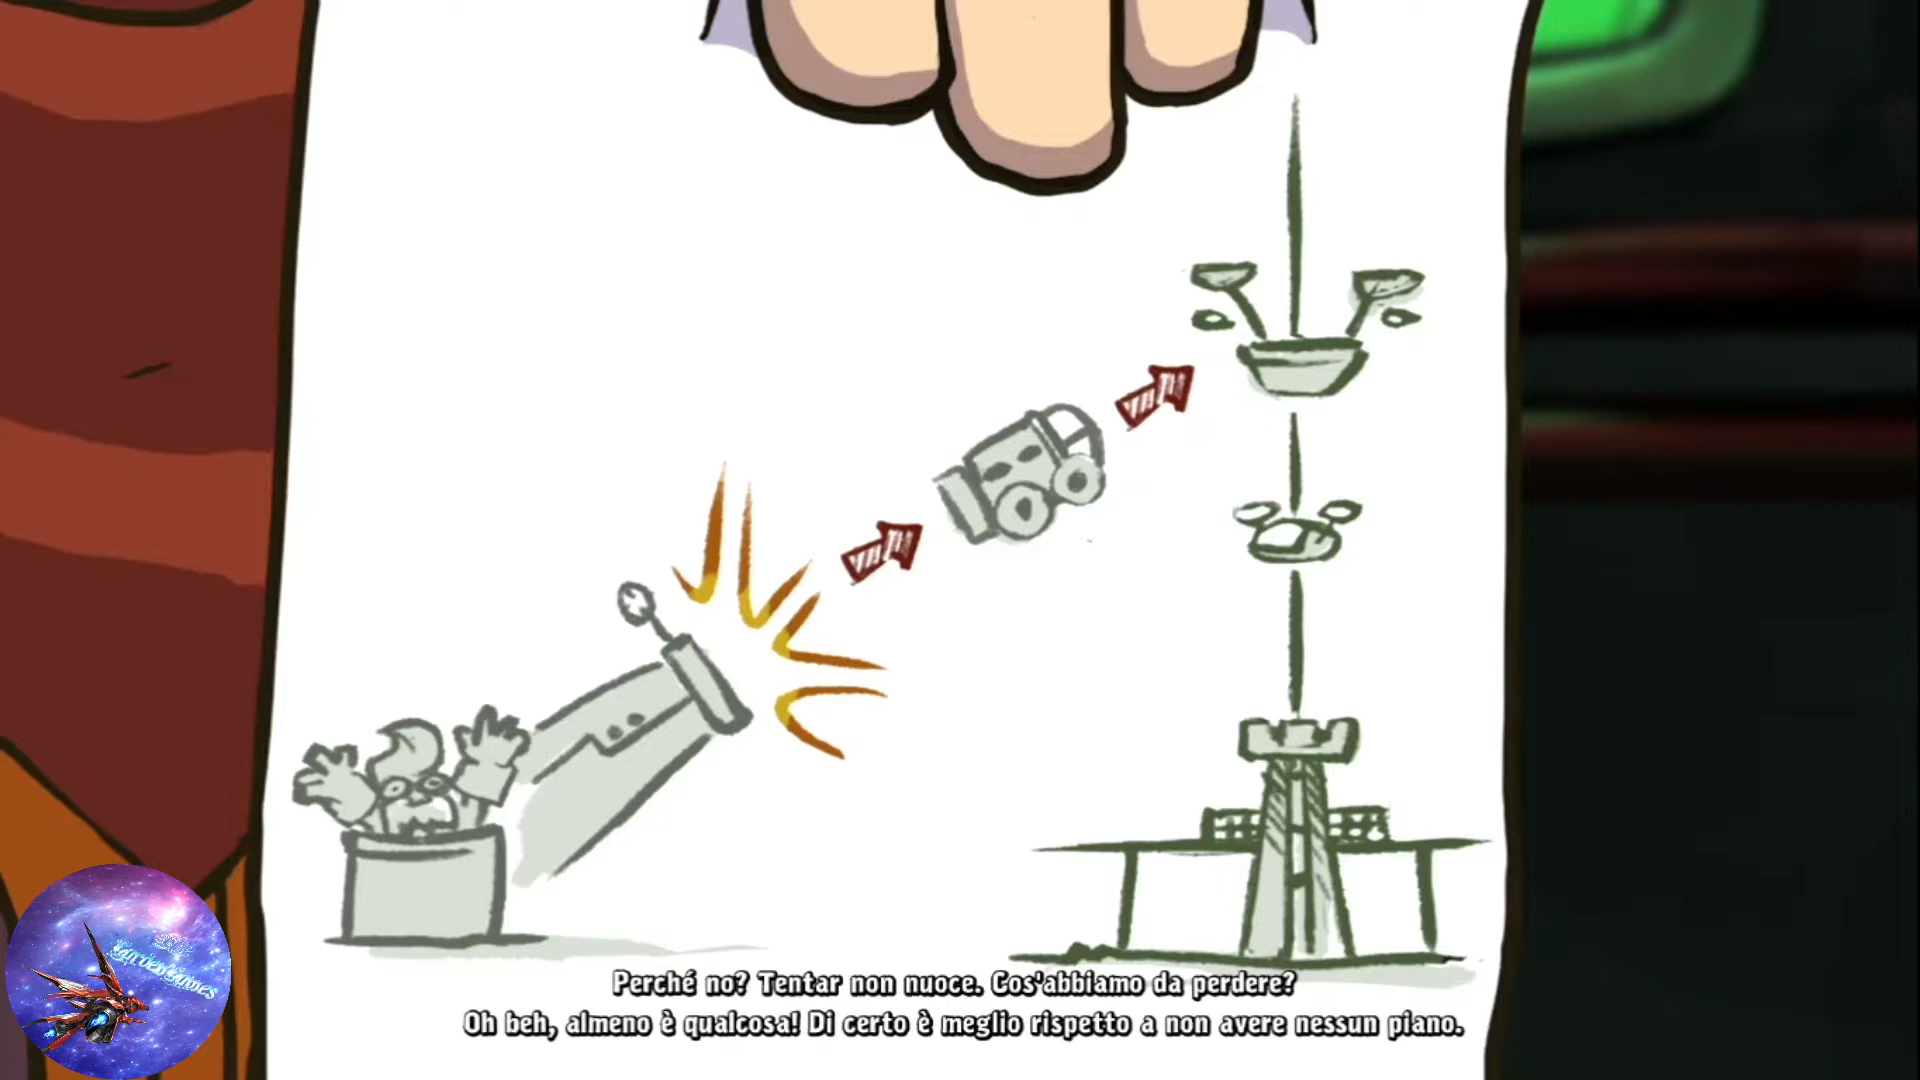 Perché no? Tentar non nuoce. Cos'abbiamo da perdere?
Oh beh, almeno è qualcosa! Di certo è meglio rispetto a non avere nessun piano.